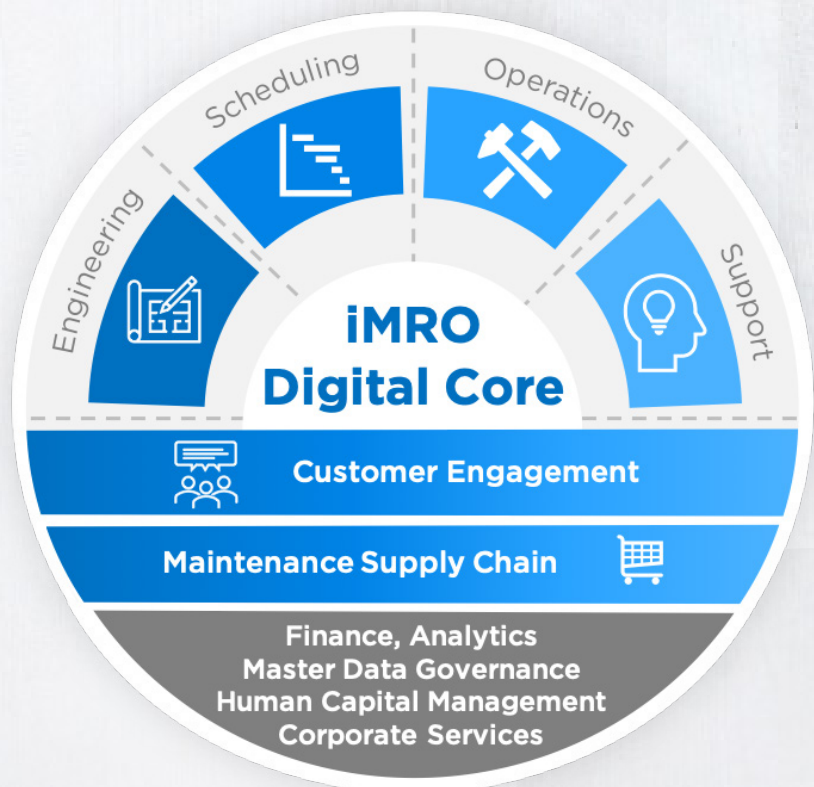 Engineering
Scheduling
Operations
Support
iMRO
Digital Core
Customer Engagement
Maintenance Supply Chain
Finance, Analytics
Master Data Governance
Human Capital Management
Corporate Services